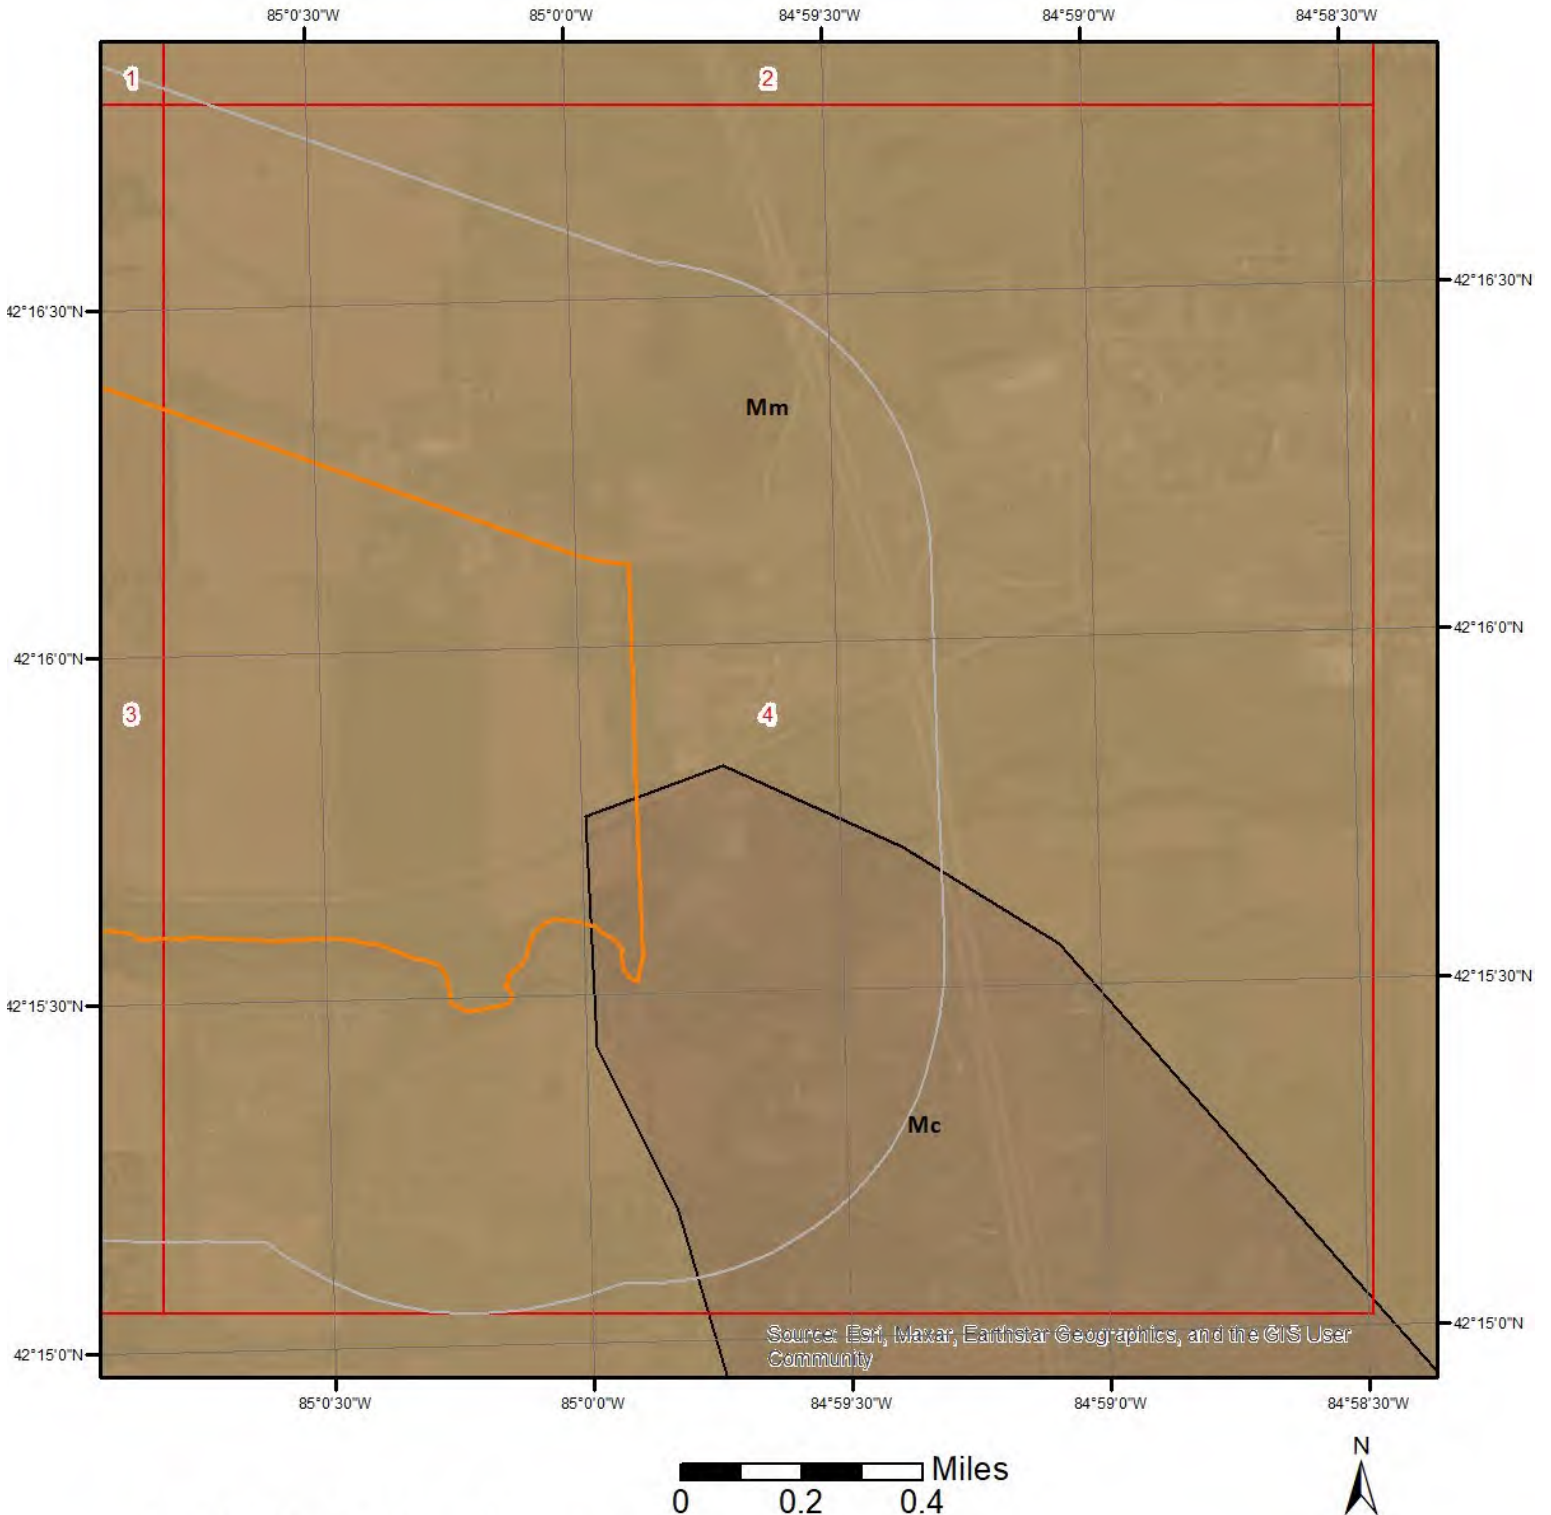 85°0'30"W 85°0'0"W 84°59'30"W 84°59'0"W 84°58'30"W
1 2
42°16'30"N 42°16'30"N
Mm
42°16'0"N 42°16'0"N
3 4
42°15'30"N 42°15'30"N
Mc
Source: Esri, Maxar, Earthstar Geographics, and the GIS User
Community
42°15'0"N 42°15'0"N
85°0'30"W 85°0'0"W 84°59'30"W 84°59'0"W 84°58'30"W
Miles
0 0.2 0.4
N